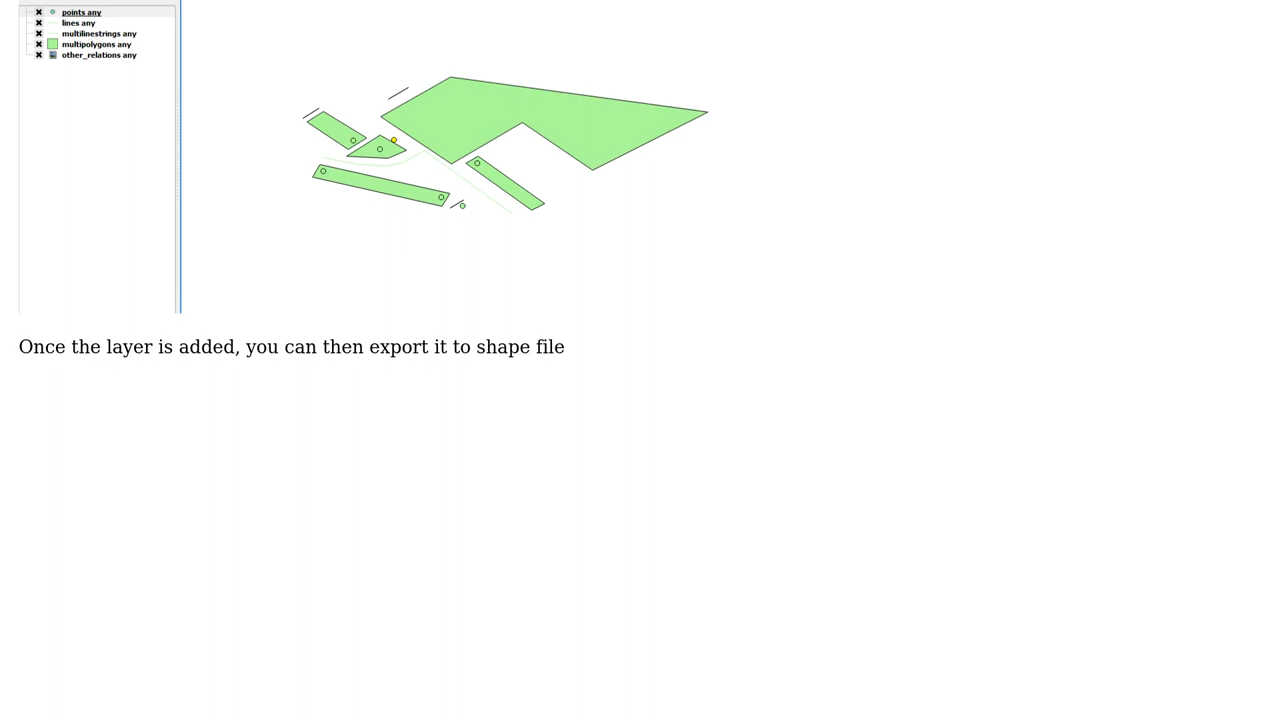 points any
lines any
multilinestrings any
multipolygons any
other_relations any
Once the layer is added, you can then export it to shape file